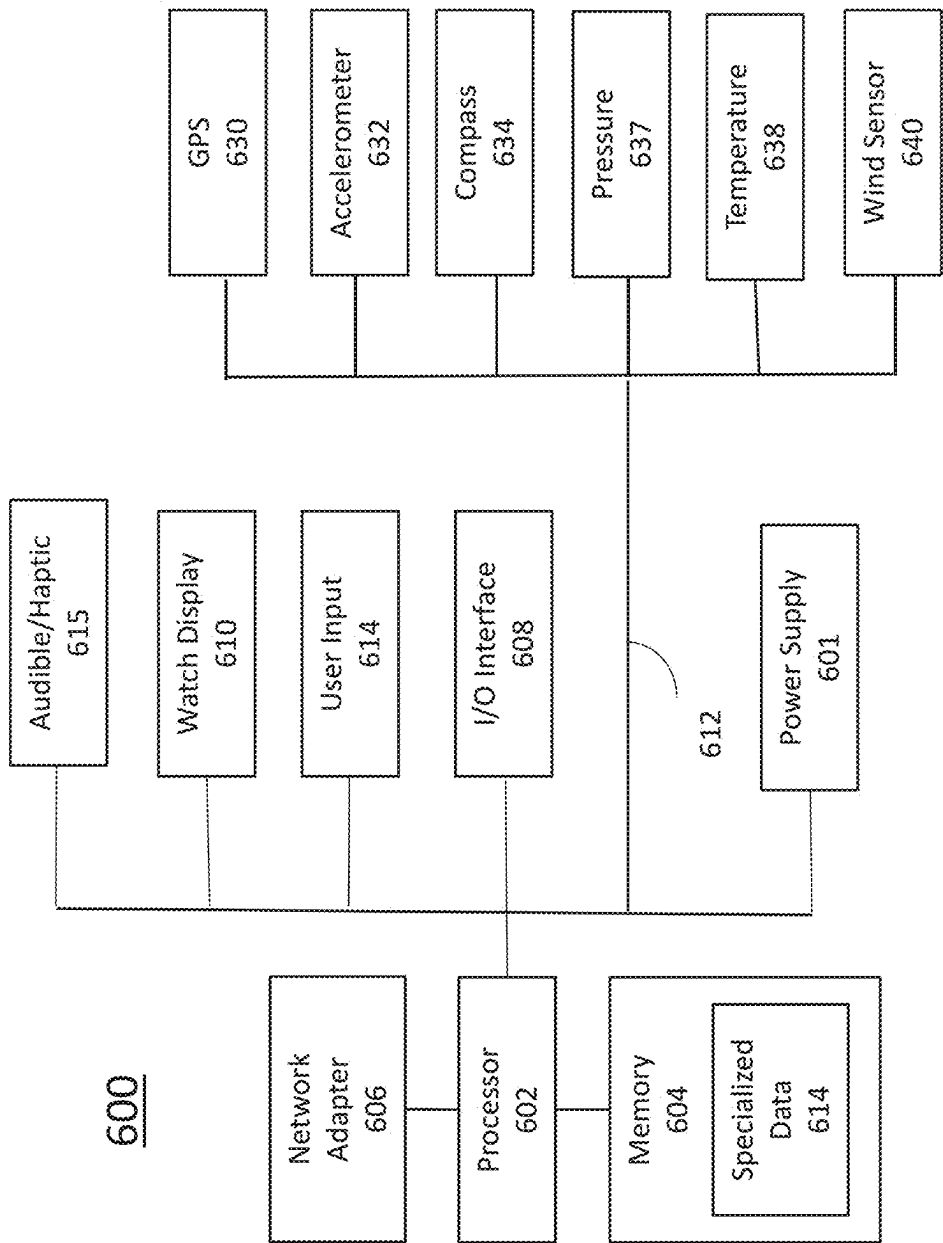 600
Network
Adapter
606
Processor
602
Memory
604
Specialized
Data
614
Audible/Haptic
615
Watch Display
610
User Input
614
I/O Interface
608
612
Power Supply
601
GPS
630
Accelerometer
632
Compass
634
Pressure
637
Temperature
638
Wind Sensor
640